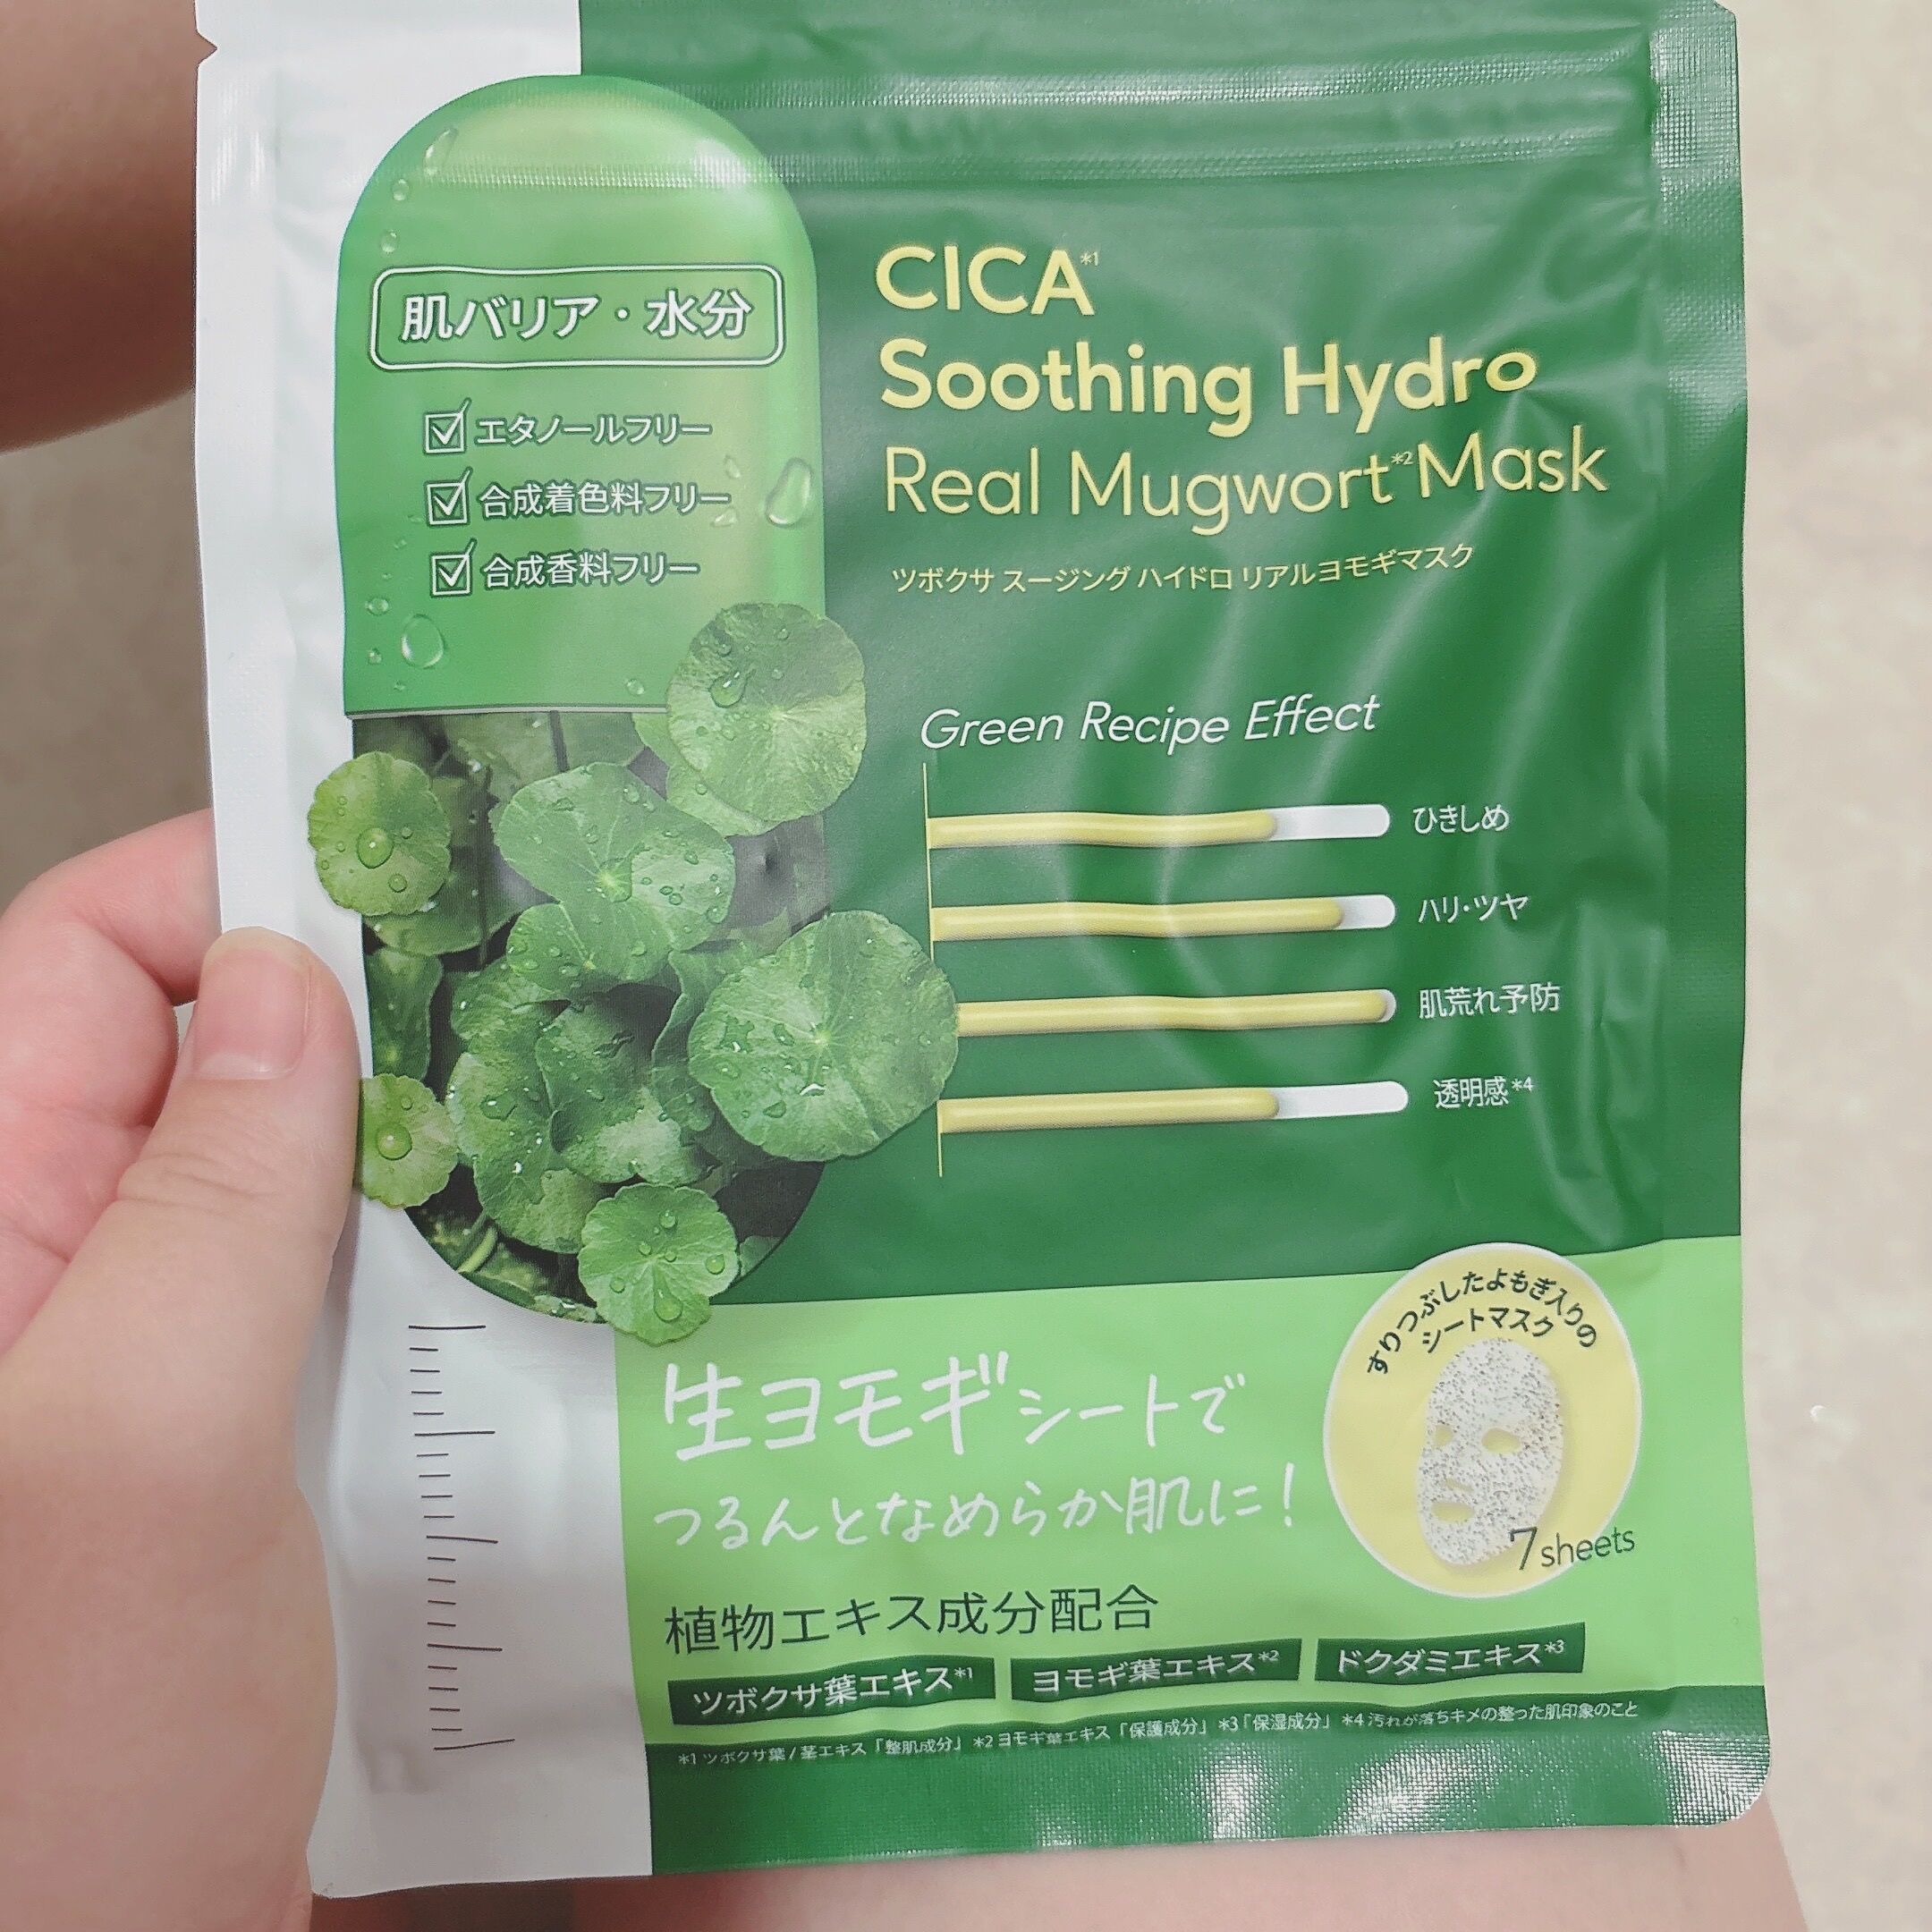 肌バリア・水分
エタノールフリー
合成着色料フリー
合成香料フリー
CICA*1
Soothing Hydro
Real Mugwort*2 Mask
ツボクサ スージング ハイドロ リアルヨモギマスク
Green Recipe Effect
ひきしめ
ハリ・ツヤ
肌荒れ予防
透明感*4
すりつぶしたよもぎ入りの
シートマスク
7 sheets
生ヨモギシートで
つるんとなめらか肌に!
植物エキス成分配合
ツボクサ葉エキス*1 ヨモギ葉エキス*2 ドクダミエキス*3
*1 ツボクサ葉/茎エキス「整肌成分」 *2 ヨモギ葉エキス「保護成分」 *3「保湿成分」 *4 汚れが落ちキメの整った肌印象のこと